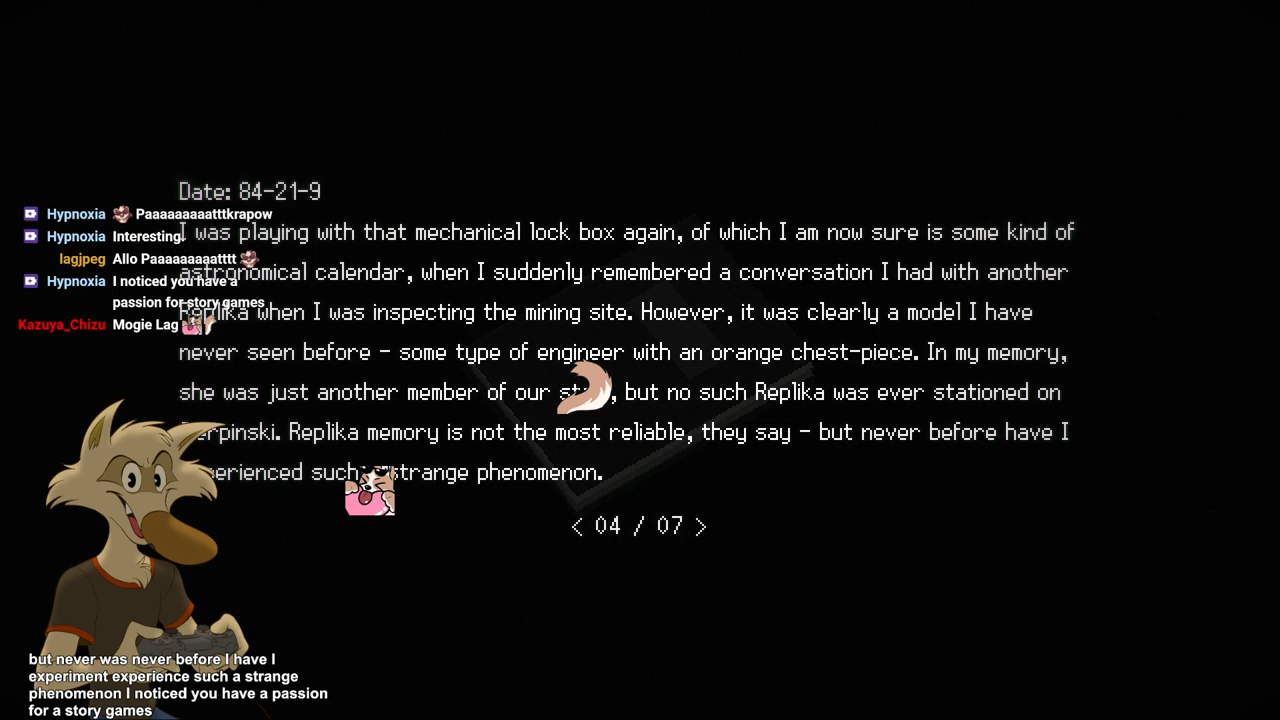 Date: 84-21-9
I was playing with that mechanical lock box again, of which I am now sure is some kind of
astronomical calendar, when I suddenly remembered a conversation I had with another
Replika when I was inspecting the mining site. However, it was clearly a model I have
never seen before - some type of engineer with an orange chest-piece. In my memory,
she was just another member of our , but no such Replika was ever stationed on
Replika memory is not the most reliable, they say - but never before have I
such strange phenomenon.
< 04 / 07 >
Hypnoxia Paaaaaaaaatttkrapow
Hypnoxia Interesting.
lagjpeg Allo Paaaaaaaaatttt
Hypnoxia I noticed you have a
passion for story games
Kazuya_Chizu Mogie Lag
but never was never before I have I
experiment experience such a strange
phenomenon I noticed you have a passion
for a story games